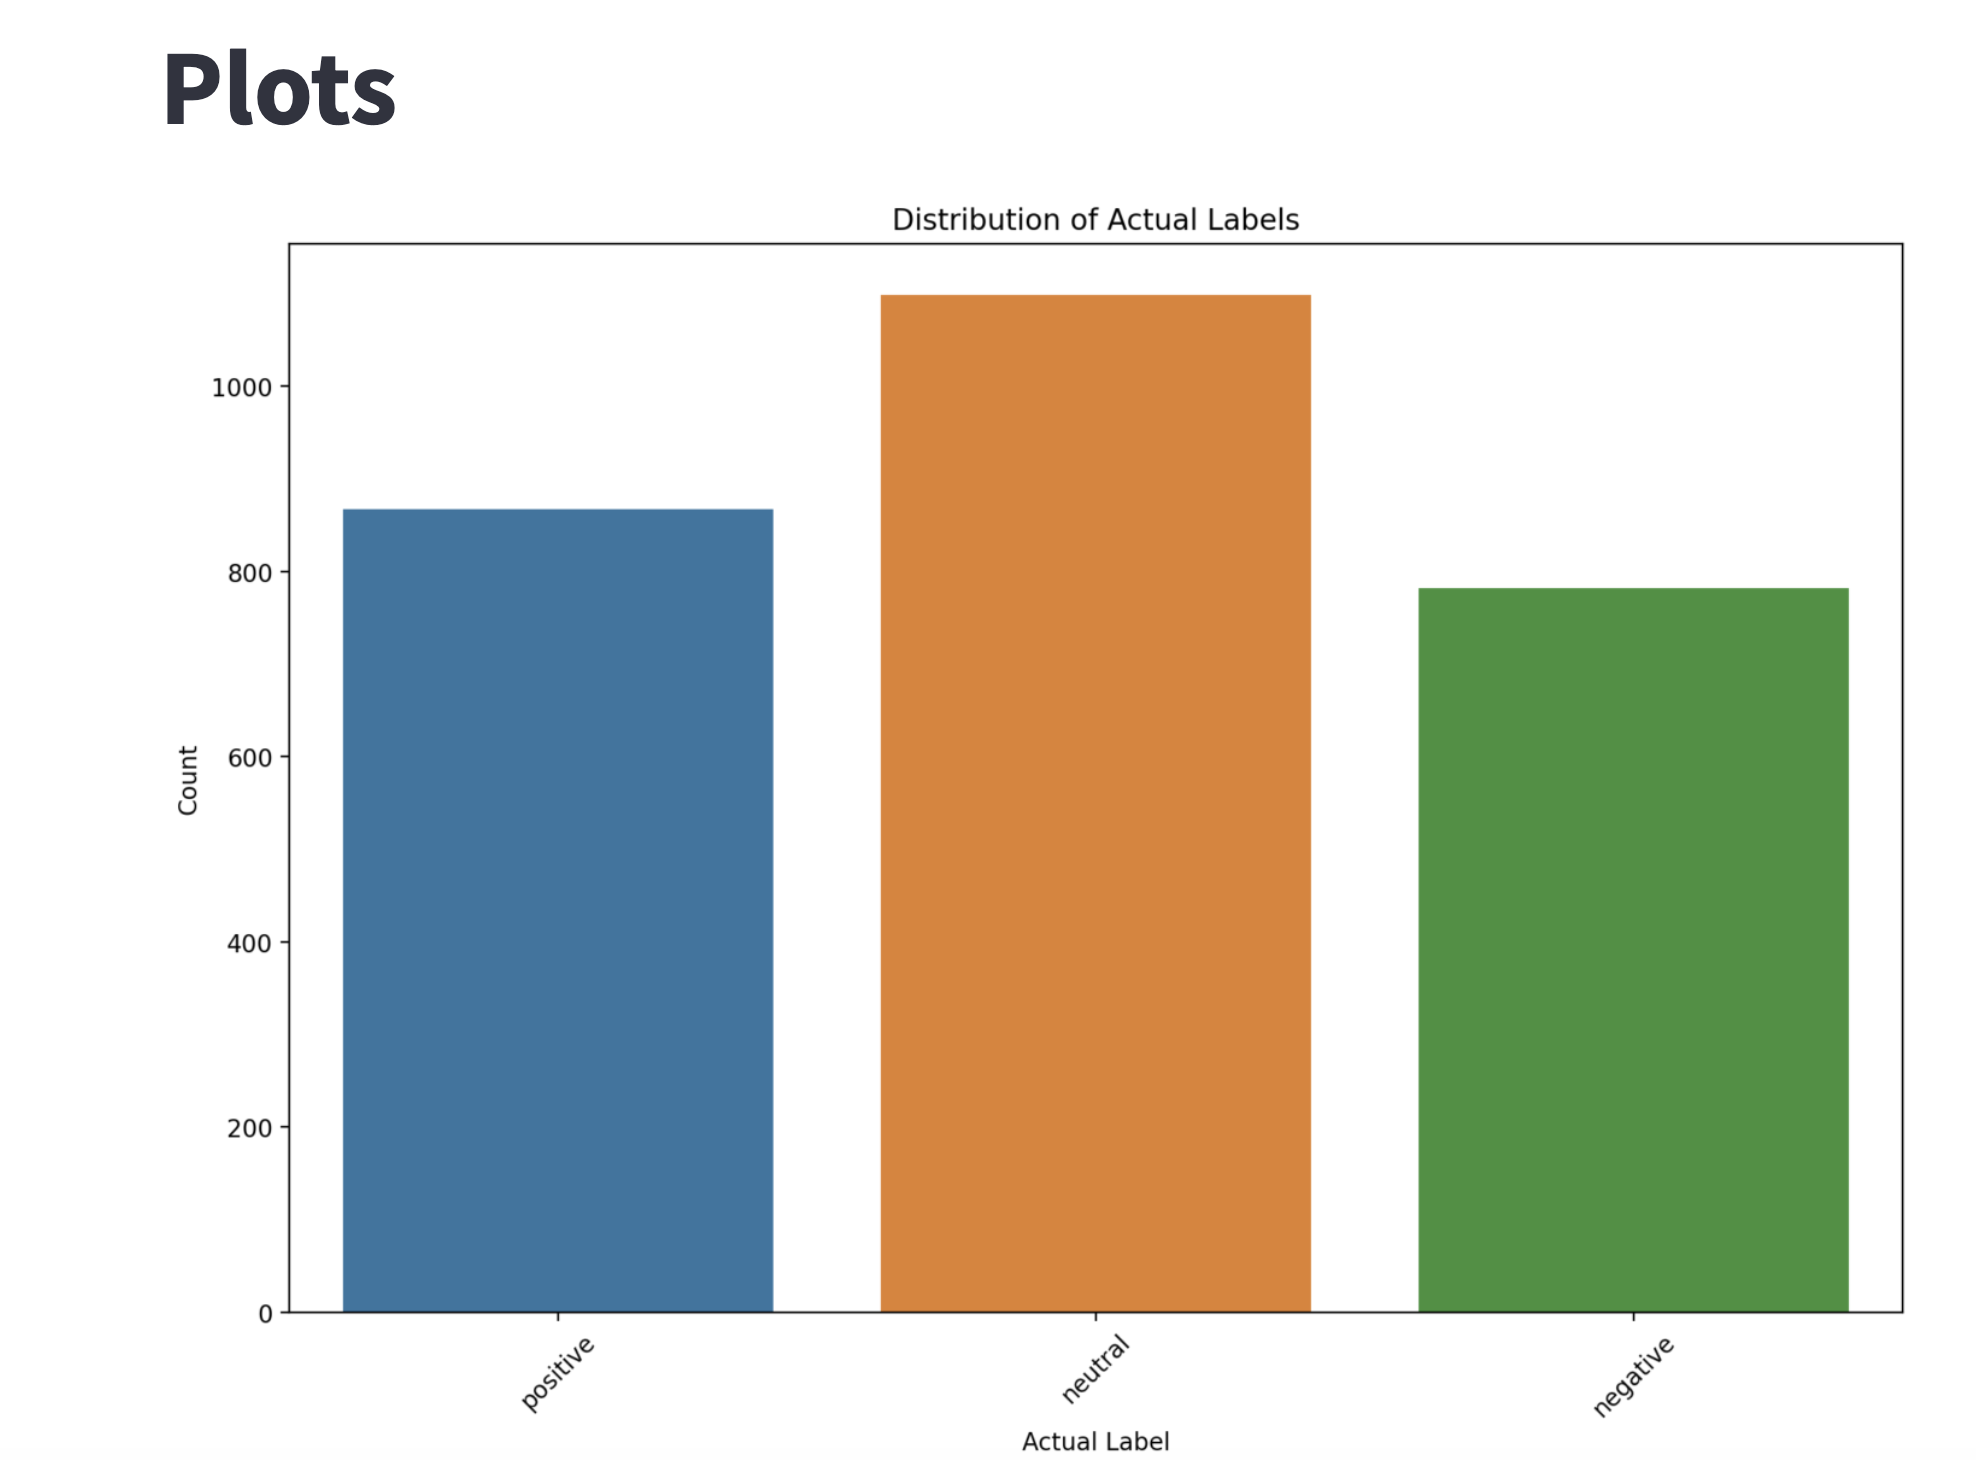 Plots
Distribution of Actual Labels
1000
800
600
400
200
0
Count
positive
neutral
negative
Actual Label